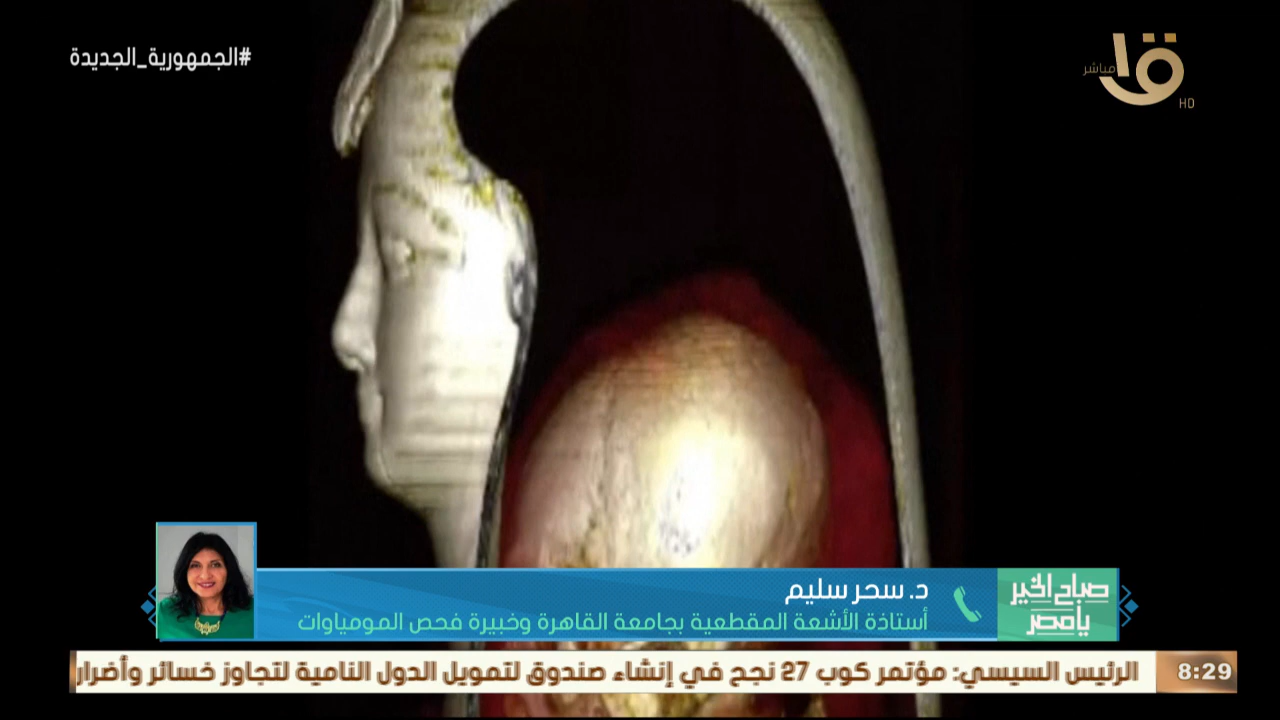 #الجمهورية_الجديدة
مباشر
HD
د. سحر سليم
أستاذة الأشعة المقطعية بجامعة القاهرة وخبيرة فحص المومياوات
صباح الخير
يا مصر
8:29
الرئيس السيسي: مؤتمر كوب 27 نجح في إنشاء صندوق لتمويل الدول النامية لتجاوز خسائر وأضرار